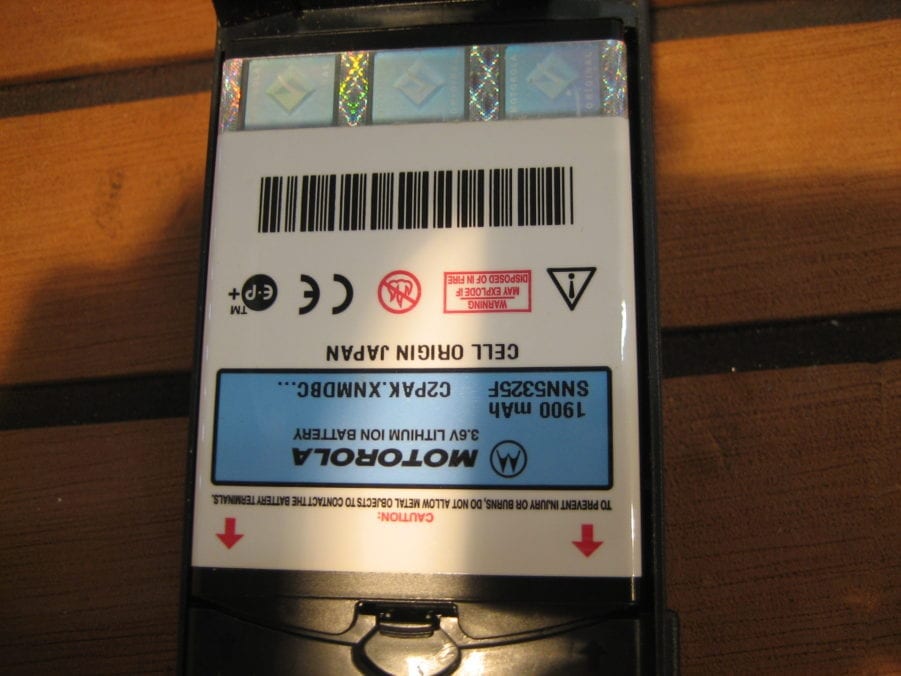 CAUTION:
TO PREVENT INJURY OR BURNS, DO NOT ALLOW METAL OBJECTS TO CONTACT THE BATTERY TERMINALS.
MOTOROLA
3.6V LITHIUM ION BATTERY
1900 mAh
SNN5325F C2PAK.XNMDBC...
CELL ORIGIN JAPAN
WARNING
MAY EXPLODE IF
DISPOSED OF IN FIRE
CE
e·p+ TM